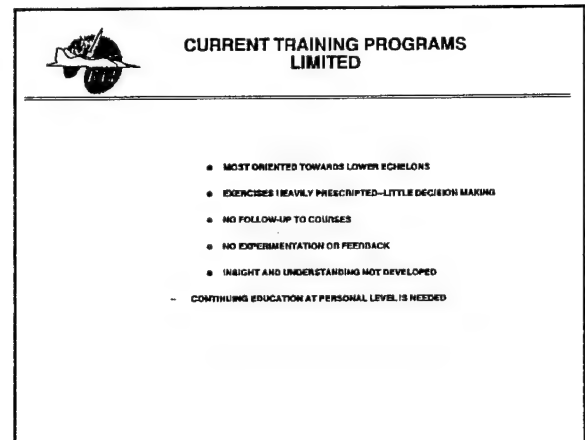 CURRENT TRAINING PROGRAMS
LIMITED
• MOST ORIENTED TOWARDS LOWER ECHELONS
• EXERCISES HEAVILY PRESCRIPTED--LITTLE DECISION MAKING
• NO FOLLOW-UP TO COURSES
• NO EXPERIMENTATION OR FEEDBACK
• INSIGHT AND UNDERSTANDING NOT DEVELOPED
-- CONTINUING EDUCATION AT PERSONAL LEVEL IS NEEDED